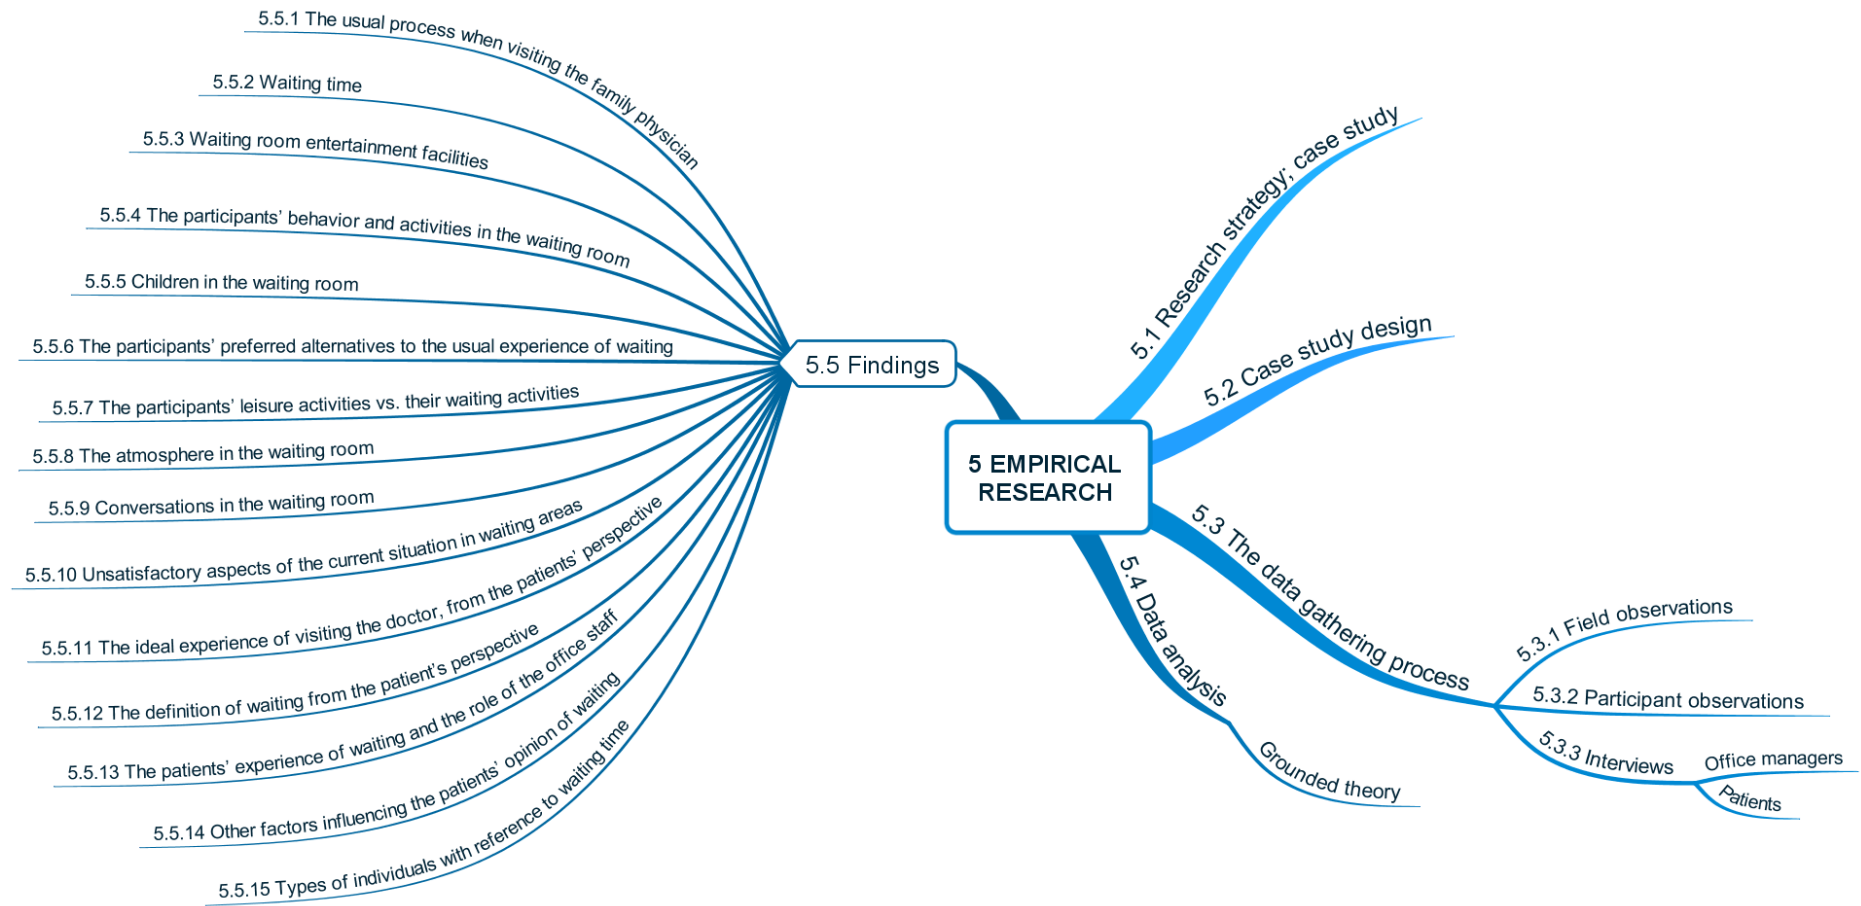 5 EMPIRICAL
RESEARCH
5.1 Research strategy; case study
5.2 Case study design
5.3 The data gathering process
5.3.1 Field observations
5.3.2 Participant observations
5.3.3 Interviews
Office managers
Patients
5.4 Data analysis
Grounded theory
5.5 Findings
5.5.1 The usual process when visiting the family physician
5.5.2 Waiting time
5.5.3 Waiting room entertainment facilities
5.5.4 The participants’ behavior and activities in the waiting room
5.5.5 Children in the waiting room
5.5.6 The participants’ preferred alternatives to the usual experience of waiting
5.5.7 The participants’ leisure activities vs. their waiting activities
5.5.8 The atmosphere in the waiting room
5.5.9 Conversations in the waiting room
5.5.10 Unsatisfactory aspects of the current situation in waiting areas
5.5.11 The ideal experience of visiting the doctor, from the patients’ perspective
5.5.12 The definition of waiting from the patient’s perspective
5.5.13 The patients’ experience of waiting and the role of the office staff
5.5.14 Other factors influencing the patients’ opinion of waiting
5.5.15 Types of individuals with reference to waiting time